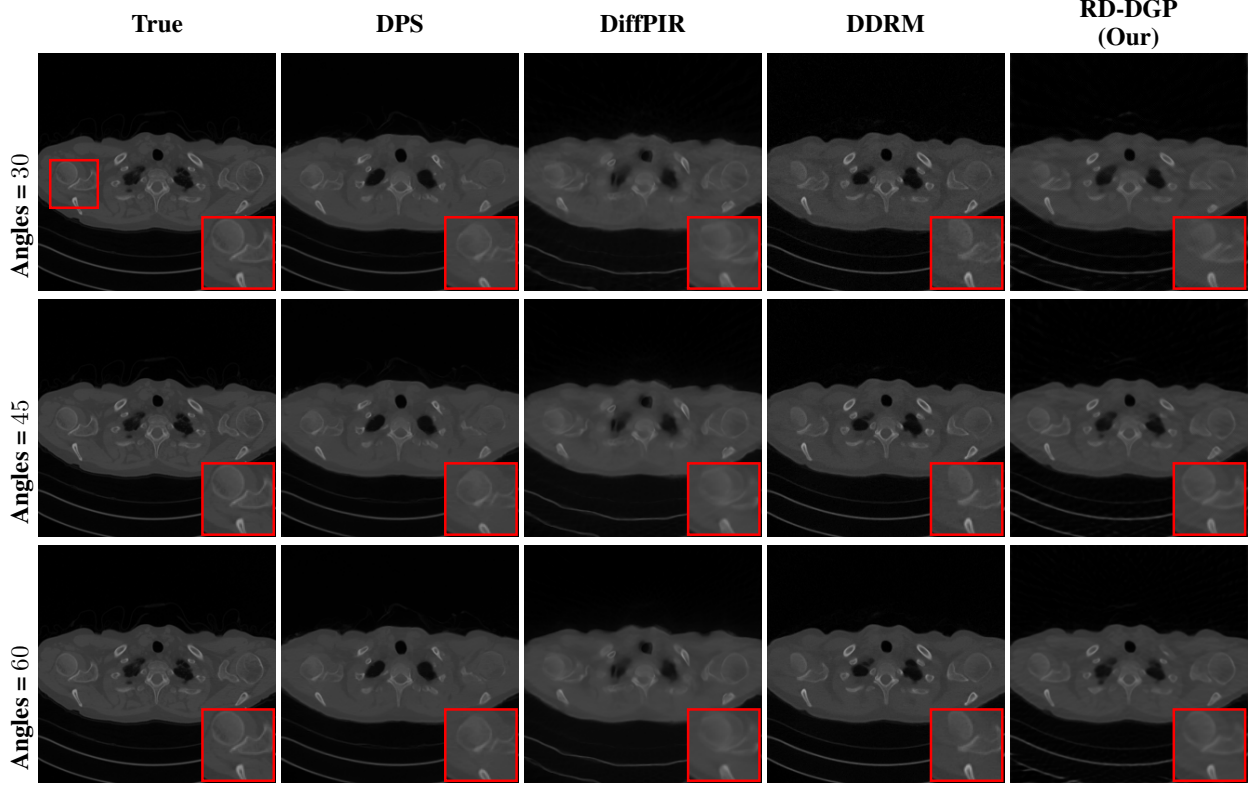 True
DPS
DiffPIR
DDRM
RD-DGP
(Our)
Angles = 30
Angles = 45
Angles = 60